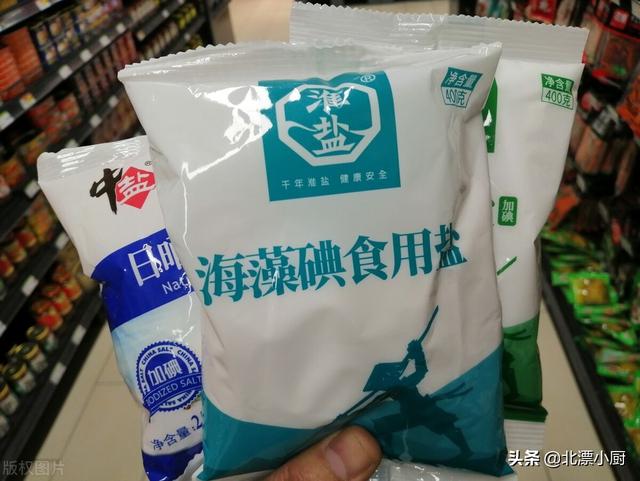 淮盐
®
千年淮盐 健康安全
净含量
400克
海藻碘食用盐
净含量
400克
加碘
中盐
®
CHINA SALT
加碘
IODIZED SALT
净含量:
版权图片
头条 @北漂小厨